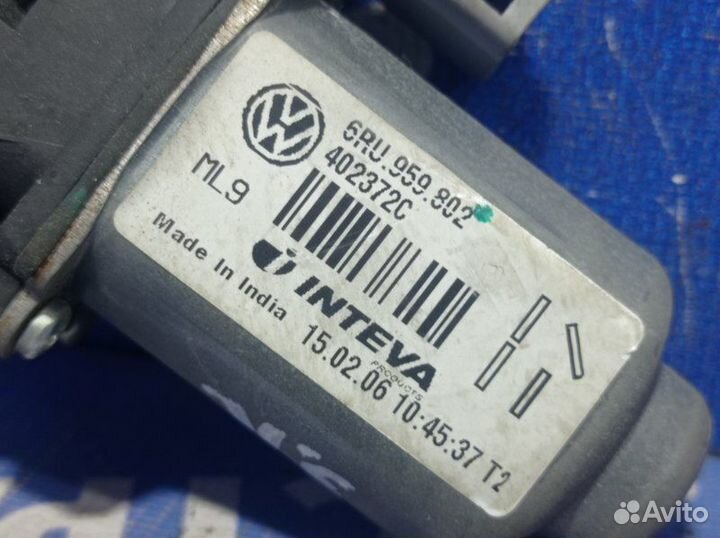 6RU.959.802
402372C
ML9
Made In India
INTEVA
PRODUCTS
15.02.06 10:45:37 T2
Avito